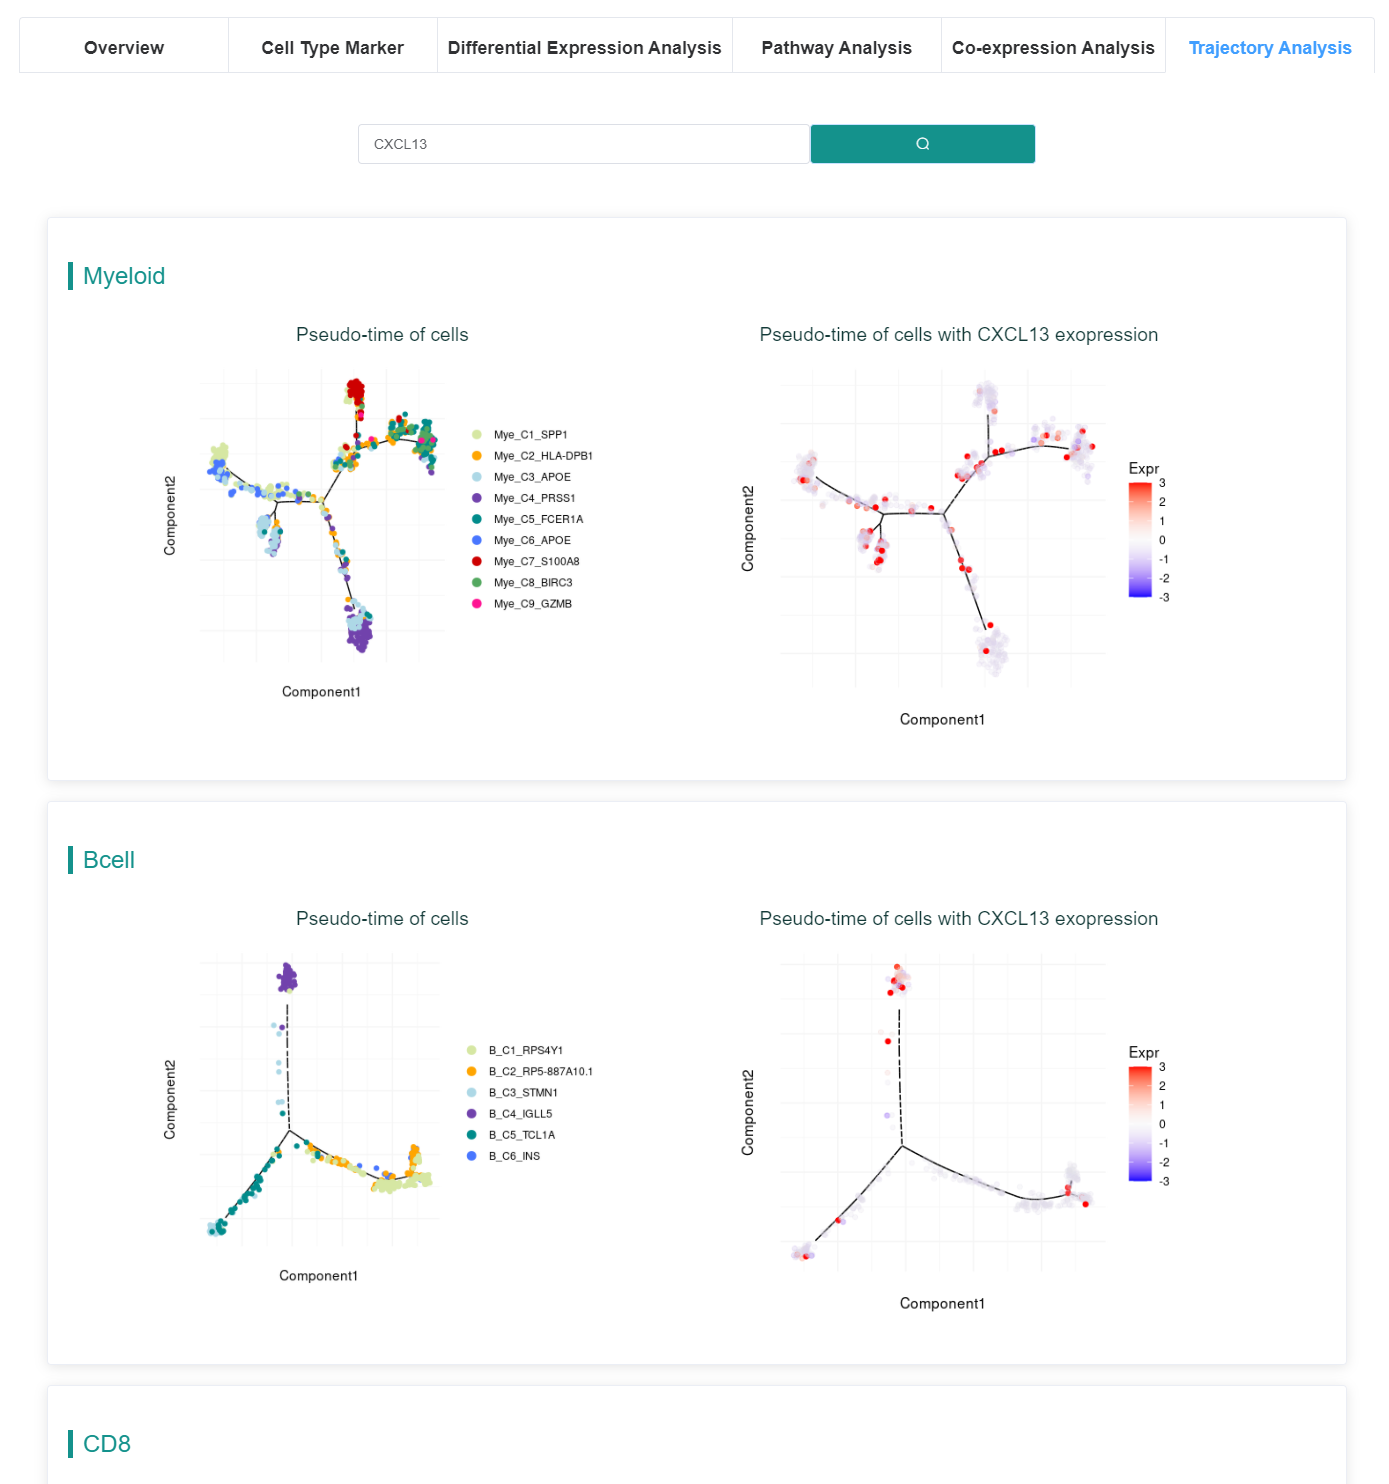 Overview Cell Type Marker Differential Expression Analysis Pathway Analysis Co-expression Analysis Trajectory Analysis
CXCL13
Myeloid
Pseudo-time of cells
Component2
Component1
Mye_C1_SPP1
Mye_C2_HLA-DPB1
Mye_C3_APOE
Mye_C4_PRSS1
Mye_C5_FCER1A
Mye_C6_APOE
Mye_C7_S100A8
Mye_C8_BIRC3
Mye_C9_GZMB
Pseudo-time of cells with CXCL13 exopression
Component2
Component1
Expr
3
2
1
0
-1
-2
-3
Bcell
Pseudo-time of cells
Component2
Component1
B_C1_RPS4Y1
B_C2_RP5-887A10.1
B_C3_STMN1
B_C4_IGLL5
B_C5_TCL1A
B_C6_INS
Pseudo-time of cells with CXCL13 exopression
Component2
Component1
Expr
3
2
1
0
-1
-2
-3
CD8